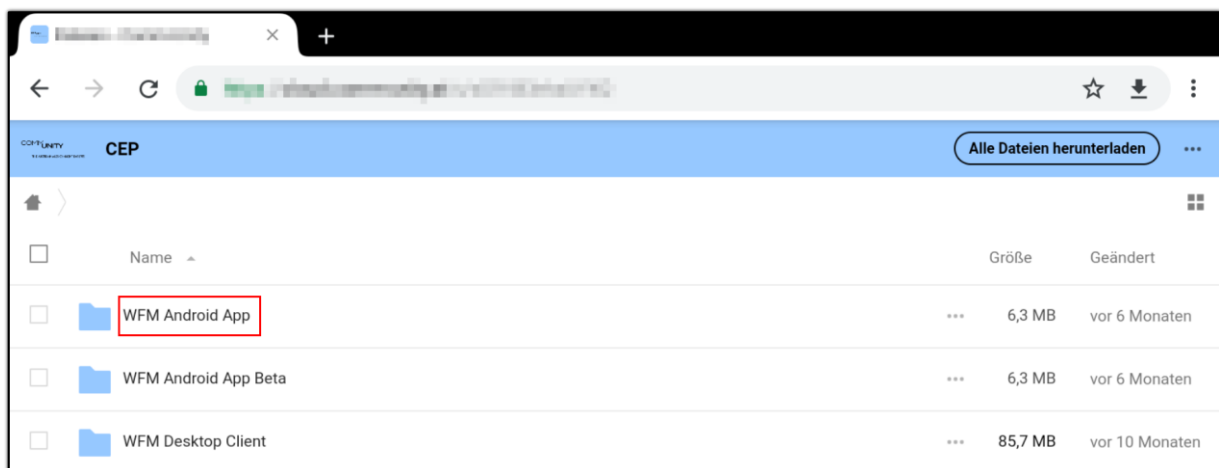 COMMUNITY
CEP
Alle Dateien herunterladen
Name
Größe
Geändert
WFM Android App
6,3 MB
vor 6 Monaten
WFM Android App Beta
6,3 MB
vor 6 Monaten
WFM Desktop Client
85,7 MB
vor 10 Monaten